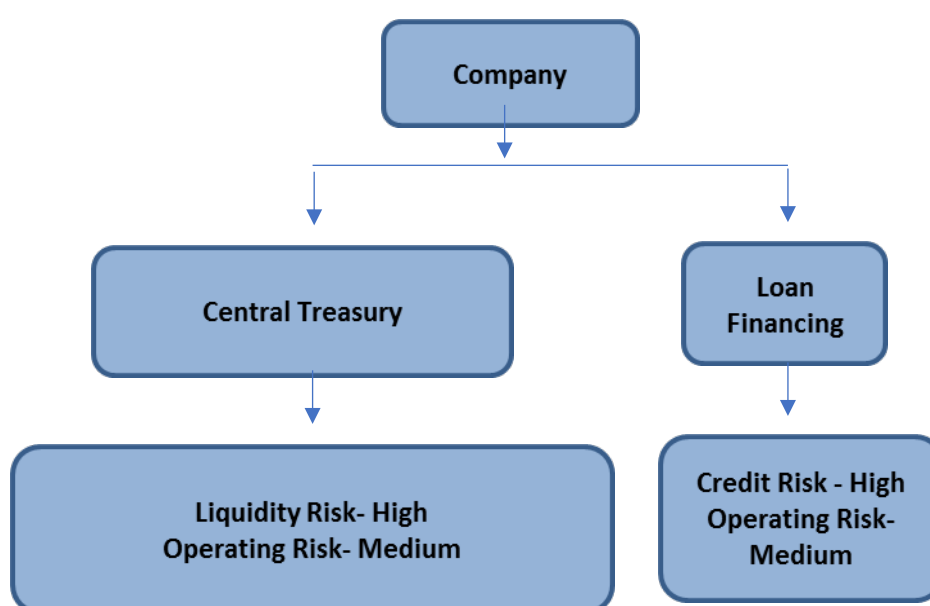 Company
Central Treasury
Loan
Financing
Liquidity Risk- High
Operating Risk- Medium
Credit Risk - High
Operating Risk-
Medium